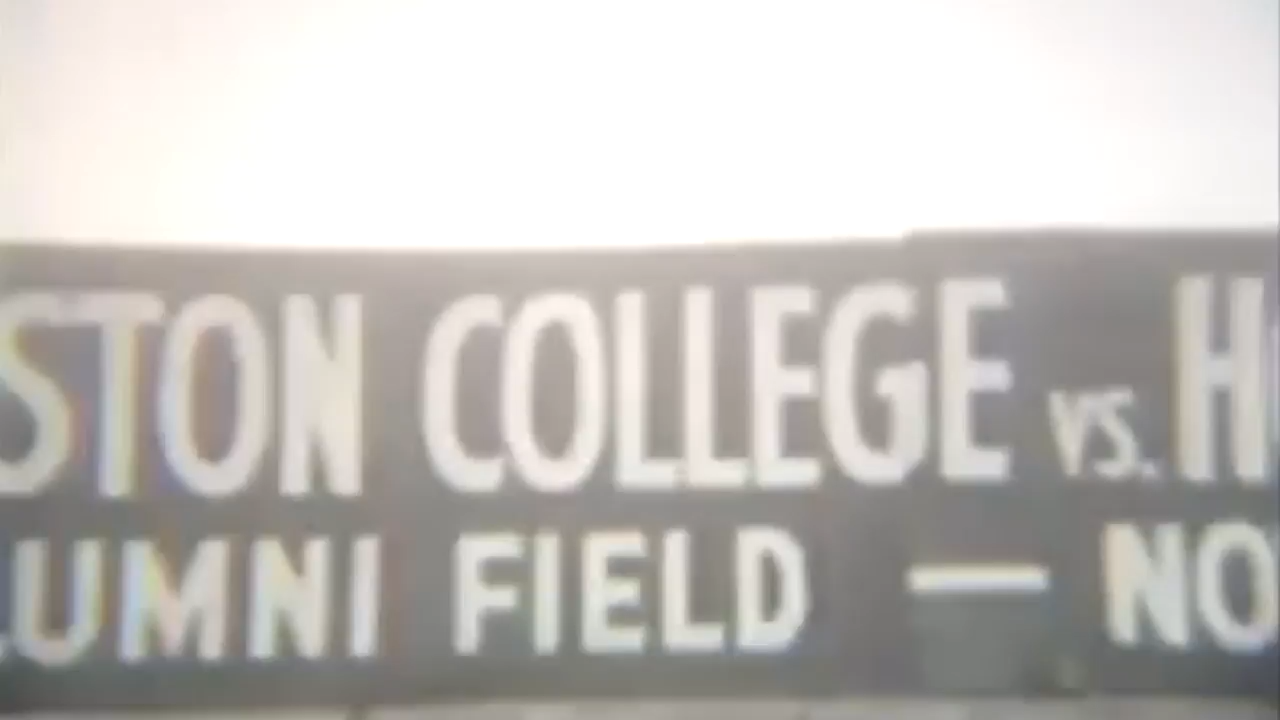 STON COLLEGE VS. H
UMNI FIELD — NO